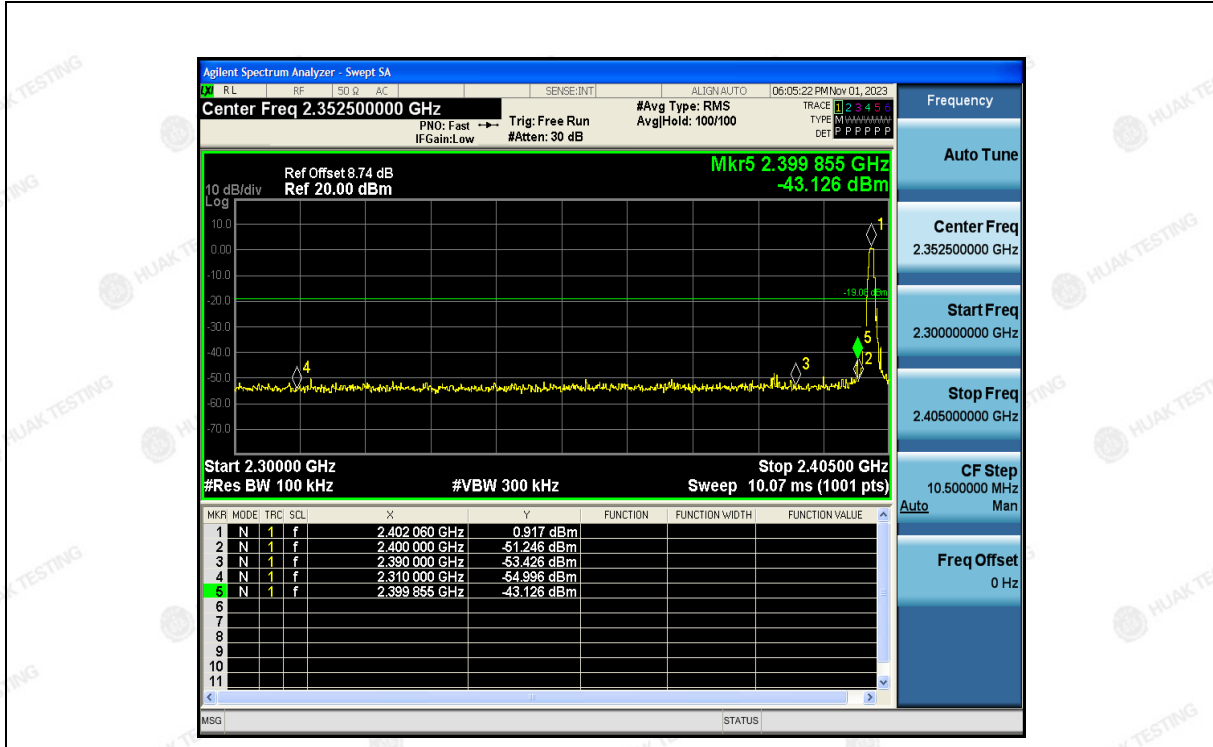 Agilent Spectrum Analyzer - Swept SA
LXI RL RF 50 Ω AC SENSE:INT ALIGN AUTO 06:05:22 PM Nov 01, 2023
Center Freq 2.352500000 GHz
PNO: Fast
IFGain:Low
Trig: Free Run
#Atten: 30 dB
#Avg Type: RMS
Avg|Hold: 100/100
TRACE 1 2 3 4 5 6
TYPE M
DET P P P P P P
Mkr5 2.399 855 GHz
-43.126 dBm
Ref Offset 8.74 dB
10 dB/div Ref 20.00 dBm
Log
10.0
0.00
-10.0
-20.0
-30.0
-40.0
-50.0
-60.0
-70.0
-19.08 dBm
1
5
2
3
4
Start 2.30000 GHz Stop 2.40500 GHz
#Res BW 100 kHz #VBW 300 kHz Sweep 10.07 ms (1001 pts)
MKR MODE TRC SCL X Y FUNCTION FUNCTION WIDTH FUNCTION VALUE
1 N 1 f 2.402 060 GHz 0.917 dBm
2 N 1 f 2.400 000 GHz -51.246 dBm
3 N 1 f 2.390 000 GHz -53.426 dBm
4 N 1 f 2.310 000 GHz -54.996 dBm
5 N 1 f 2.399 855 GHz -43.126 dBm
6
7
8
9
10
11
MSG STATUS
Frequency
Auto Tune
Center Freq
2.352500000 GHz
Start Freq
2.300000000 GHz
Stop Freq
2.405000000 GHz
CF Step
10.500000 MHz
Auto Man
Freq Offset
0 Hz
HUAK TESTING